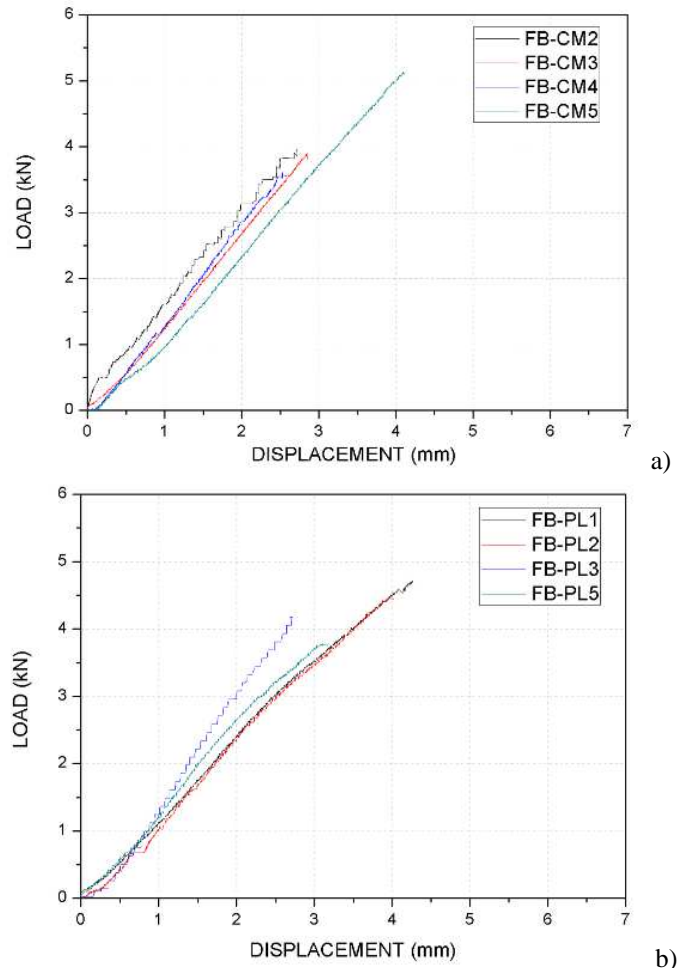 6
5
4
3
2
1
0
LOAD (kN)
FB-CM2
FB-CM3
FB-CM4
FB-CM5
0 1 2 3 4 5 6 7
DISPLACEMENT (mm)
a)
6
5
4
3
2
1
0
LOAD (kN)
FB-PL1
FB-PL2
FB-PL3
FB-PL5
0 1 2 3 4 5 6 7
DISPLACEMENT (mm)
b)